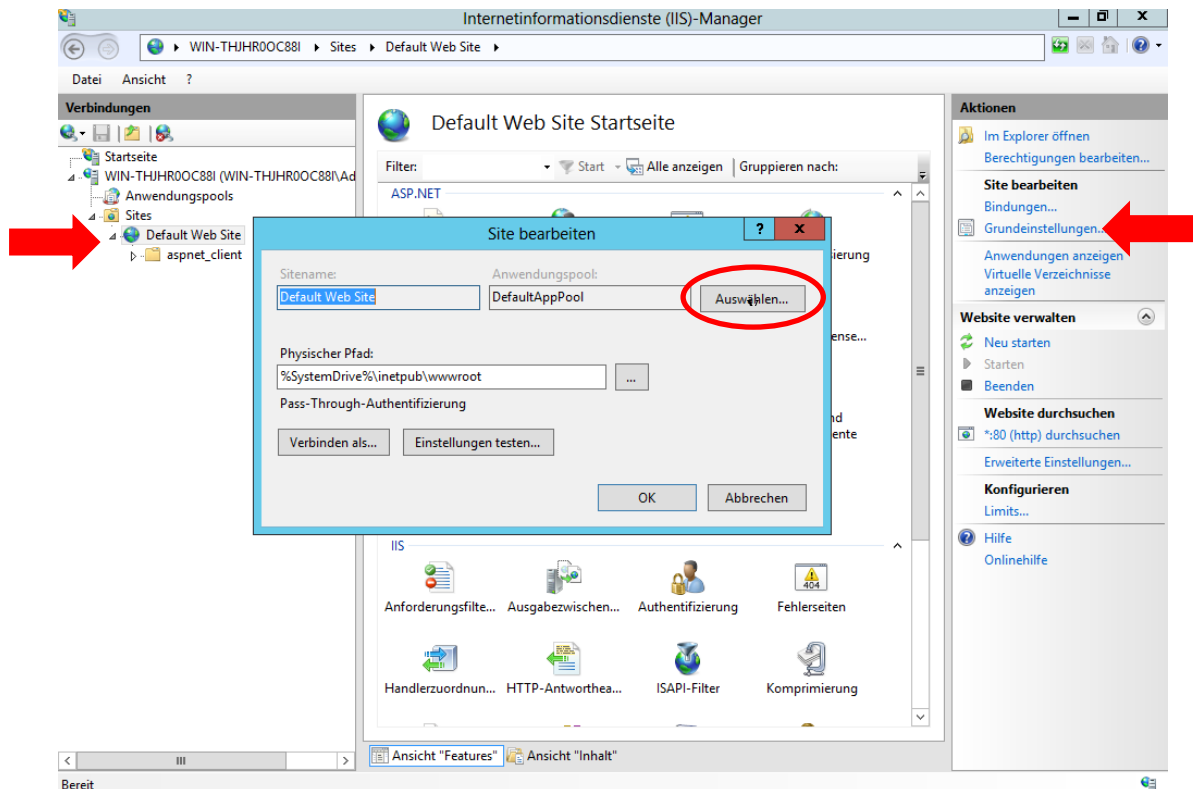 Internetinformationsdienste (IIS)-Manager
WIN-THJHR0OC88I Sites Default Web Site
Datei Ansicht ?
Verbindungen
Startseite
WIN-THJHR0OC88I (WIN-THJHR0OC88I\Ad
Anwendungspools
Sites
Default Web Site
aspnet_client
Default Web Site Startseite
Filter: Start Alle anzeigen Gruppieren nach:
ASP.NET
ierung
ense...
nd
ente
Site bearbeiten
? x
Sitename:
Anwendungspool:
Default Web Site
DefaultAppPool
Auswählen...
Physischer Pfad:
%SystemDrive%\inetpub\wwwroot
...
Pass-Through-Authentifizierung
Verbinden als...
Einstellungen testen...
OK
Abbrechen
IIS
Anforderungsfilte... Ausgabezwischen... Authentifizierung Fehlerseiten
404
Handlerzuordnun... HTTP-Antworthea... ISAPI-Filter Komprimierung
Ansicht "Features" Ansicht "Inhalt"
Aktionen
Im Explorer öffnen
Berechtigungen bearbeiten...
Site bearbeiten
Bindungen...
Grundeinstellungen..
Anwendungen anzeigen
Virtuelle Verzeichnisse
anzeigen
Website verwalten
Neu starten
Starten
Beenden
Website durchsuchen
*:80 (http) durchsuchen
Erweiterte Einstellungen...
Konfigurieren
Limits...
Hilfe
Onlinehilfe
Bereit